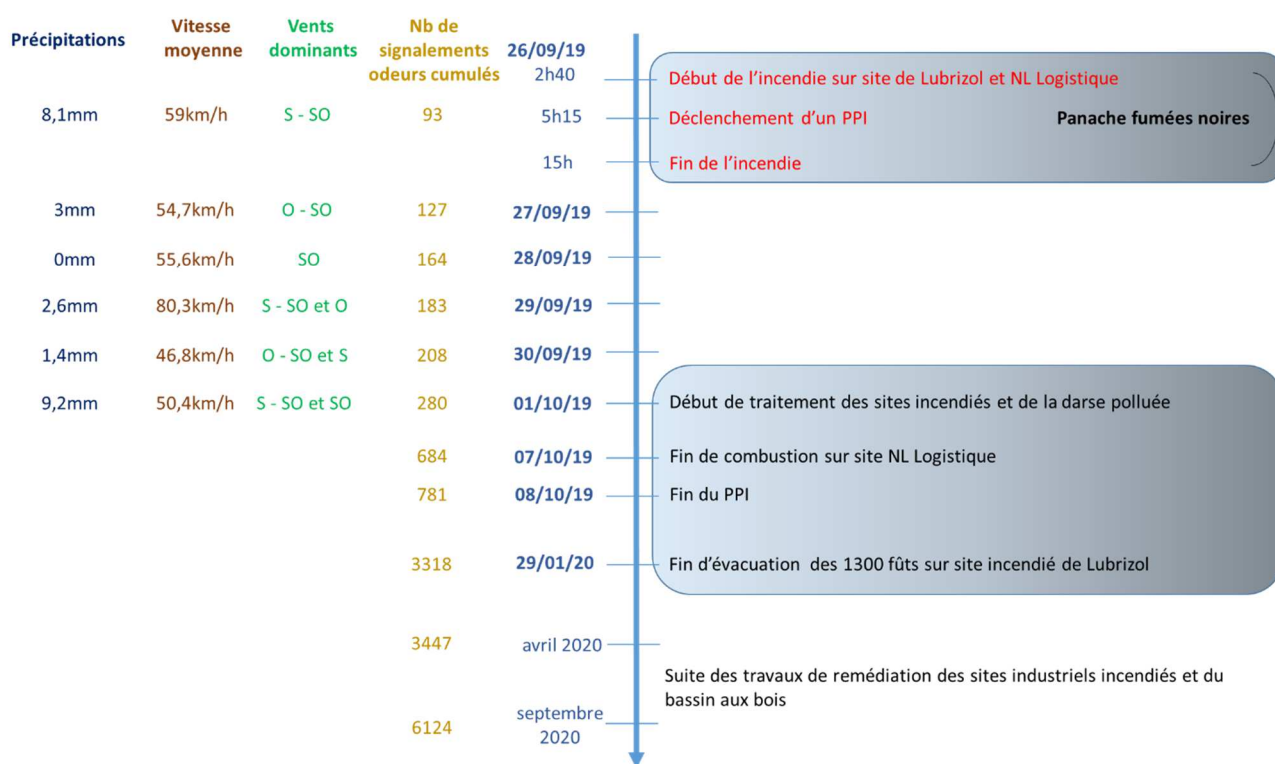 Précipitations
Vitesse
moyenne
Vents
dominants
Nb de
signalements
odeurs cumulés
26/09/19
2h40
Début de l'incendie sur site de Lubrizol et NL Logistique
8,1mm
59km/h
S - SO
93
5h15
Déclenchement d'un PPI
Panache fumées noires
15h
Fin de l'incendie
3mm
54,7km/h
O - SO
127
27/09/19
0mm
55,6km/h
SO
164
28/09/19
2,6mm
80,3km/h
S - SO et O
183
29/09/19
1,4mm
46,8km/h
O - SO et S
208
30/09/19
9,2mm
50,4km/h
S - SO et SO
280
01/10/19
Début de traitement des sites incendiés et de la darse polluée
684
07/10/19
Fin de combustion sur site NL Logistique
781
08/10/19
Fin du PPI
3318
29/01/20
Fin d'évacuation des 1300 fûts sur site incendié de Lubrizol
3447
avril 2020
Suite des travaux de remédiation des sites industriels incendiés et du
bassin aux bois
6124
septembre
2020